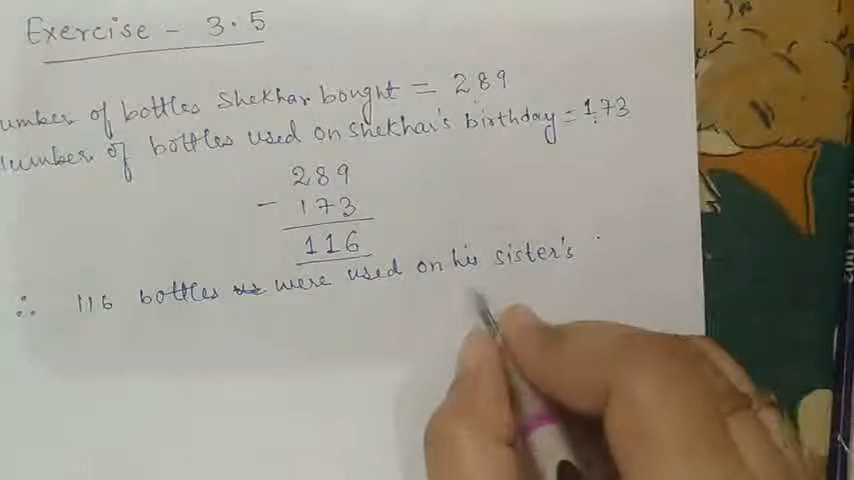 Exercise - 3.5
umber of bottles Shekhar bought = 289
Number of bottles used on Shekhar's birthday = 173
289
- 173
116
∴ 116 bottles were used on his sister's